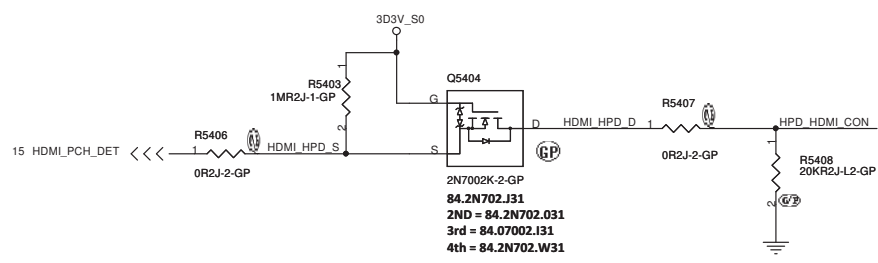 3D3V_S0
1
R5403
1MR2J-1-GP
2
Q5404
G
D
S
GP
2N7002K-2-GP
84.2N702.J31
2ND = 84.2N702.031
3rd = 84.07002.I31
4th = 84.2N702.W31
15 HDMI_PCH_DET
1
R5406
0R2J-2-GP
HDMI_HPD_S
HDMI_HPD_D
1
R5407
0R2J-2-GP
HPD_HDMI_CON
1
R5408
20KR2J-L2-GP
2